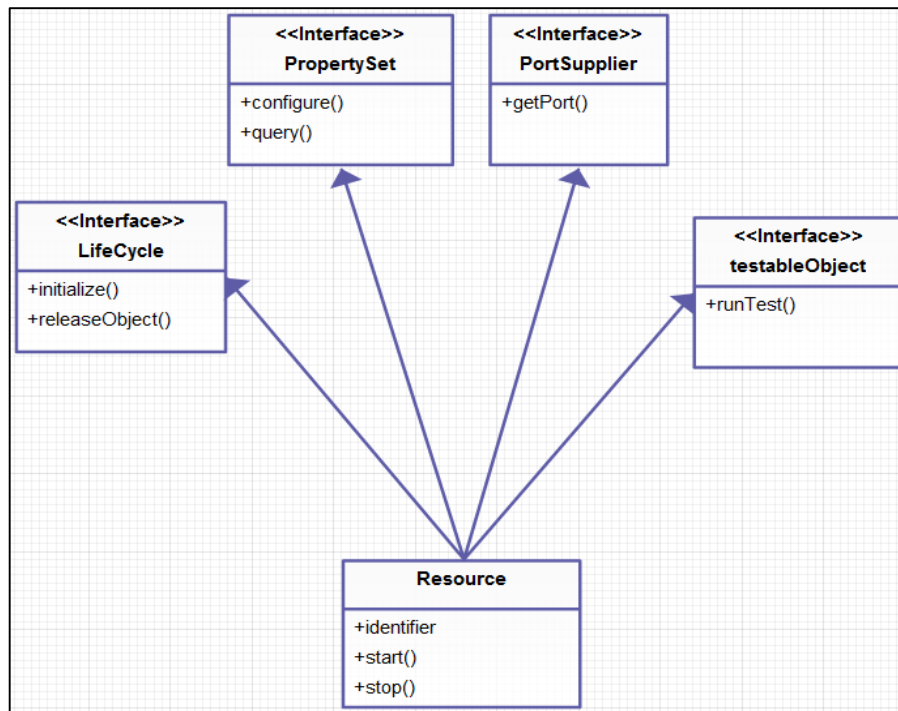 <<Interface>>
PropertySet
+configure()
+query()
<<Interface>>
PortSupplier
+getPort()
<<Interface>>
LifeCycle
+initialize()
+releaseObject()
<<Interface>>
testableObject
+runTest()
Resource
+identifier
+start()
+stop()